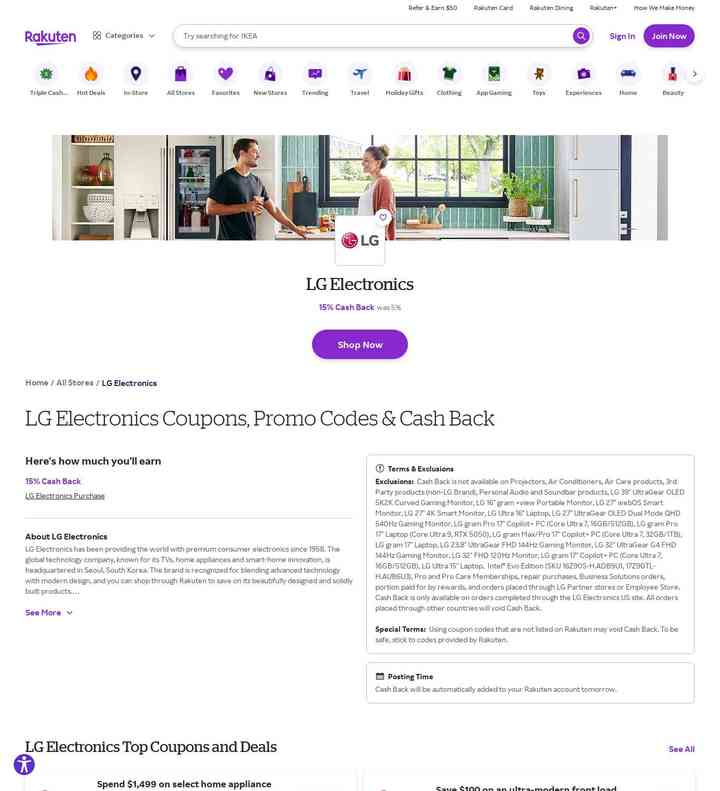 Refer & Earn $50 Rakuten Card Rakuten Dining Rakuten+ How We Make Money
Rakuten Categories Try searching for IKEA Sign In Join Now
Triple Cash... Hot Deals In-Store All Stores Favorites New Stores Trending Travel Holiday Gifts Clothing App Gaming Toys Experiences Home Beauty
LG
LG Electronics
15% Cash Back was 5%
Shop Now
Home / All Stores / LG Electronics
LG Electronics Coupons, Promo Codes & Cash Back
Here's how much you'll earn
15% Cash Back
LG Electronics Purchase
About LG Electronics
LG Electronics has been providing the world with premium consumer electronics since 1958. The
global technology company, known for its TVs, home appliances and smart-home innovation, is
headquartered in Seoul, South Korea. The brand is recognized for blending advanced technology
with modern design, and you can shop through Rakuten to save on its beautifully designed and solidly
built products....
See More
Terms & Exclusions
Exclusions: Cash Back is not available on Projectors, Air Conditioners, Air Care products, 3rd
Party products (non-LG Brand), Personal Audio and Soundbar products, LG 39" UltraGear OLED
5K2K Curved Gaming Monitor, LG 16" gram +view Portable Monitor, LG 27" webOS Smart
Monitor, LG 27" 4K Smart Monitor, LG Ultra 16" Laptop, LG 27" UltraGear OLED Dual Mode QHD
540Hz Gaming Monitor, LG gram Pro 17" Copilot+ PC (Core Ultra 7, 16GB/512GB), LG gram Pro
17" Laptop (Core Ultra 9, RTX 5050), LG gram Max/Pro 17" Copilot+ PC (Core Ultra 7, 32GB/1TB),
LG gram 17" Laptop, LG 23.8" UltraGear FHD 144Hz Gaming Monitor, LG 32" UltraGear G4 FHD
144Hz Gaming Monitor, LG 32" FHD 120Hz Monitor, LG gram 17" Copilot+ PC (Core Ultra 7,
16GB/512GB), LG Ultra 15" Laptop, Intel® Evo Edition (SKU 16Z90S-H.ADB9U1, 17Z90TL-
H.AUB6U1), Pro and Pro Care Memberships, repair purchases, Business Solutions orders,
portion paid for by rewards, and orders placed through LG Partner stores or Employee Store.
Cash Back is only available on orders completed through the LG Electronics US site. All orders
placed through other countries will void Cash Back.
Special Terms: Using coupon codes that are not listed on Rakuten may void Cash Back. To be
safe, stick to codes provided by Rakuten.
Posting Time
Cash Back will be automatically added to your Rakuten account tomorrow.
LG Electronics Top Coupons and Deals See All
Spend $1,499 on select home appliance
Save $100 on an ultra-modern front load